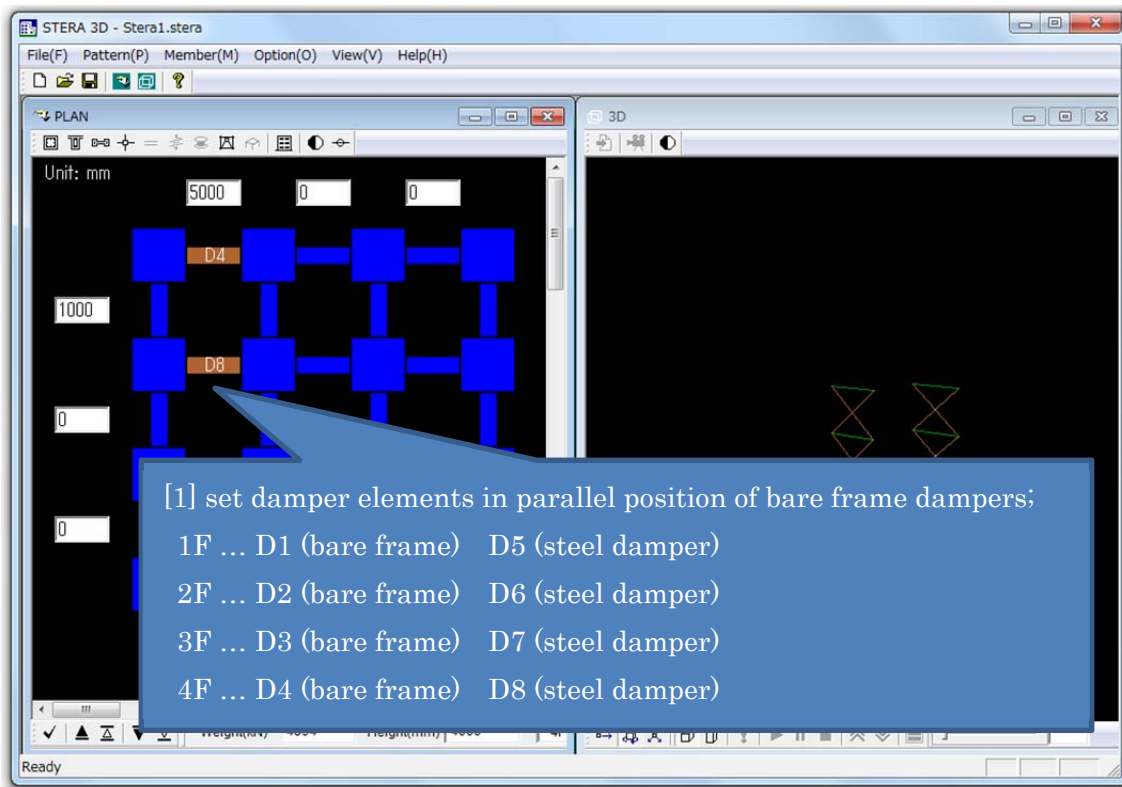 STERA 3D - Stera1.stera
File(F) Pattern(P) Member(M) Option(O) View(V) Help(H)
PLAN
3D
Unit: mm
5000 0 0
D4
1000
D8
0
0
[1] set damper elements in parallel position of bare frame dampers;
1F … D1 (bare frame) D5 (steel damper)
2F … D2 (bare frame) D6 (steel damper)
3F … D3 (bare frame) D7 (steel damper)
4F … D4 (bare frame) D8 (steel damper)
Ready